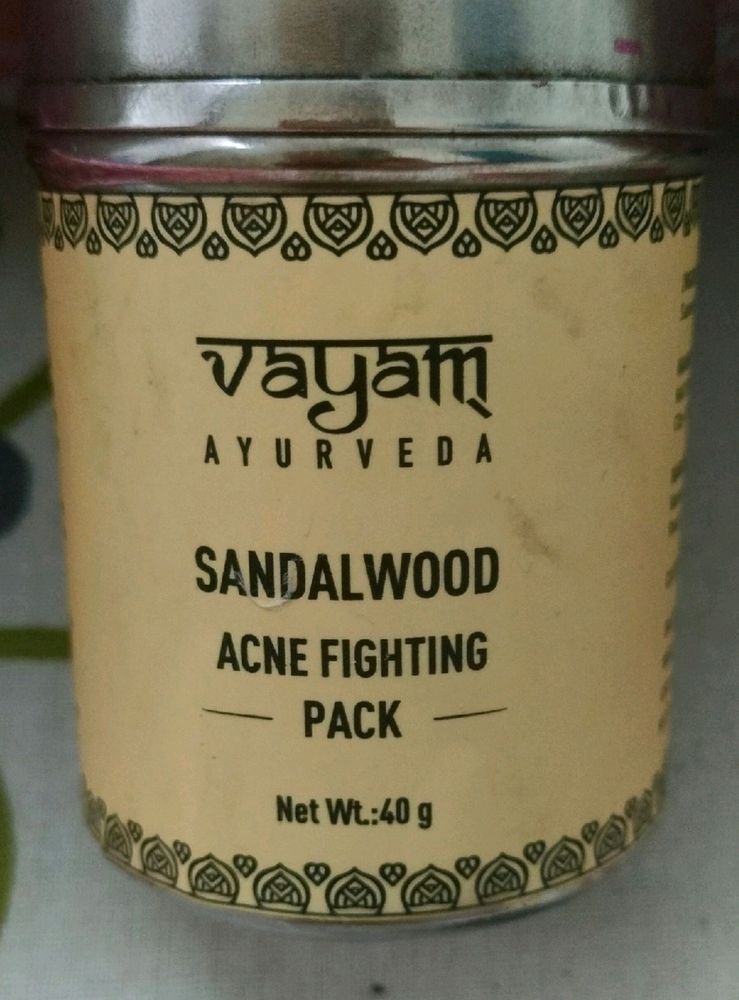 vayam
AYURVEDA
SANDALWOOD
ACNE FIGHTING
PACK
Net Wt.:40 g